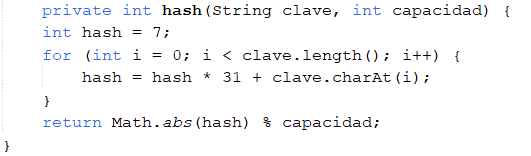 private int hash(String clave, int capacidad) {
int hash = 7;
for (int i = 0; i < clave.length(); i++) {
hash = hash * 31 + clave.charAt(i);
}
return Math.abs(hash) % capacidad;
}